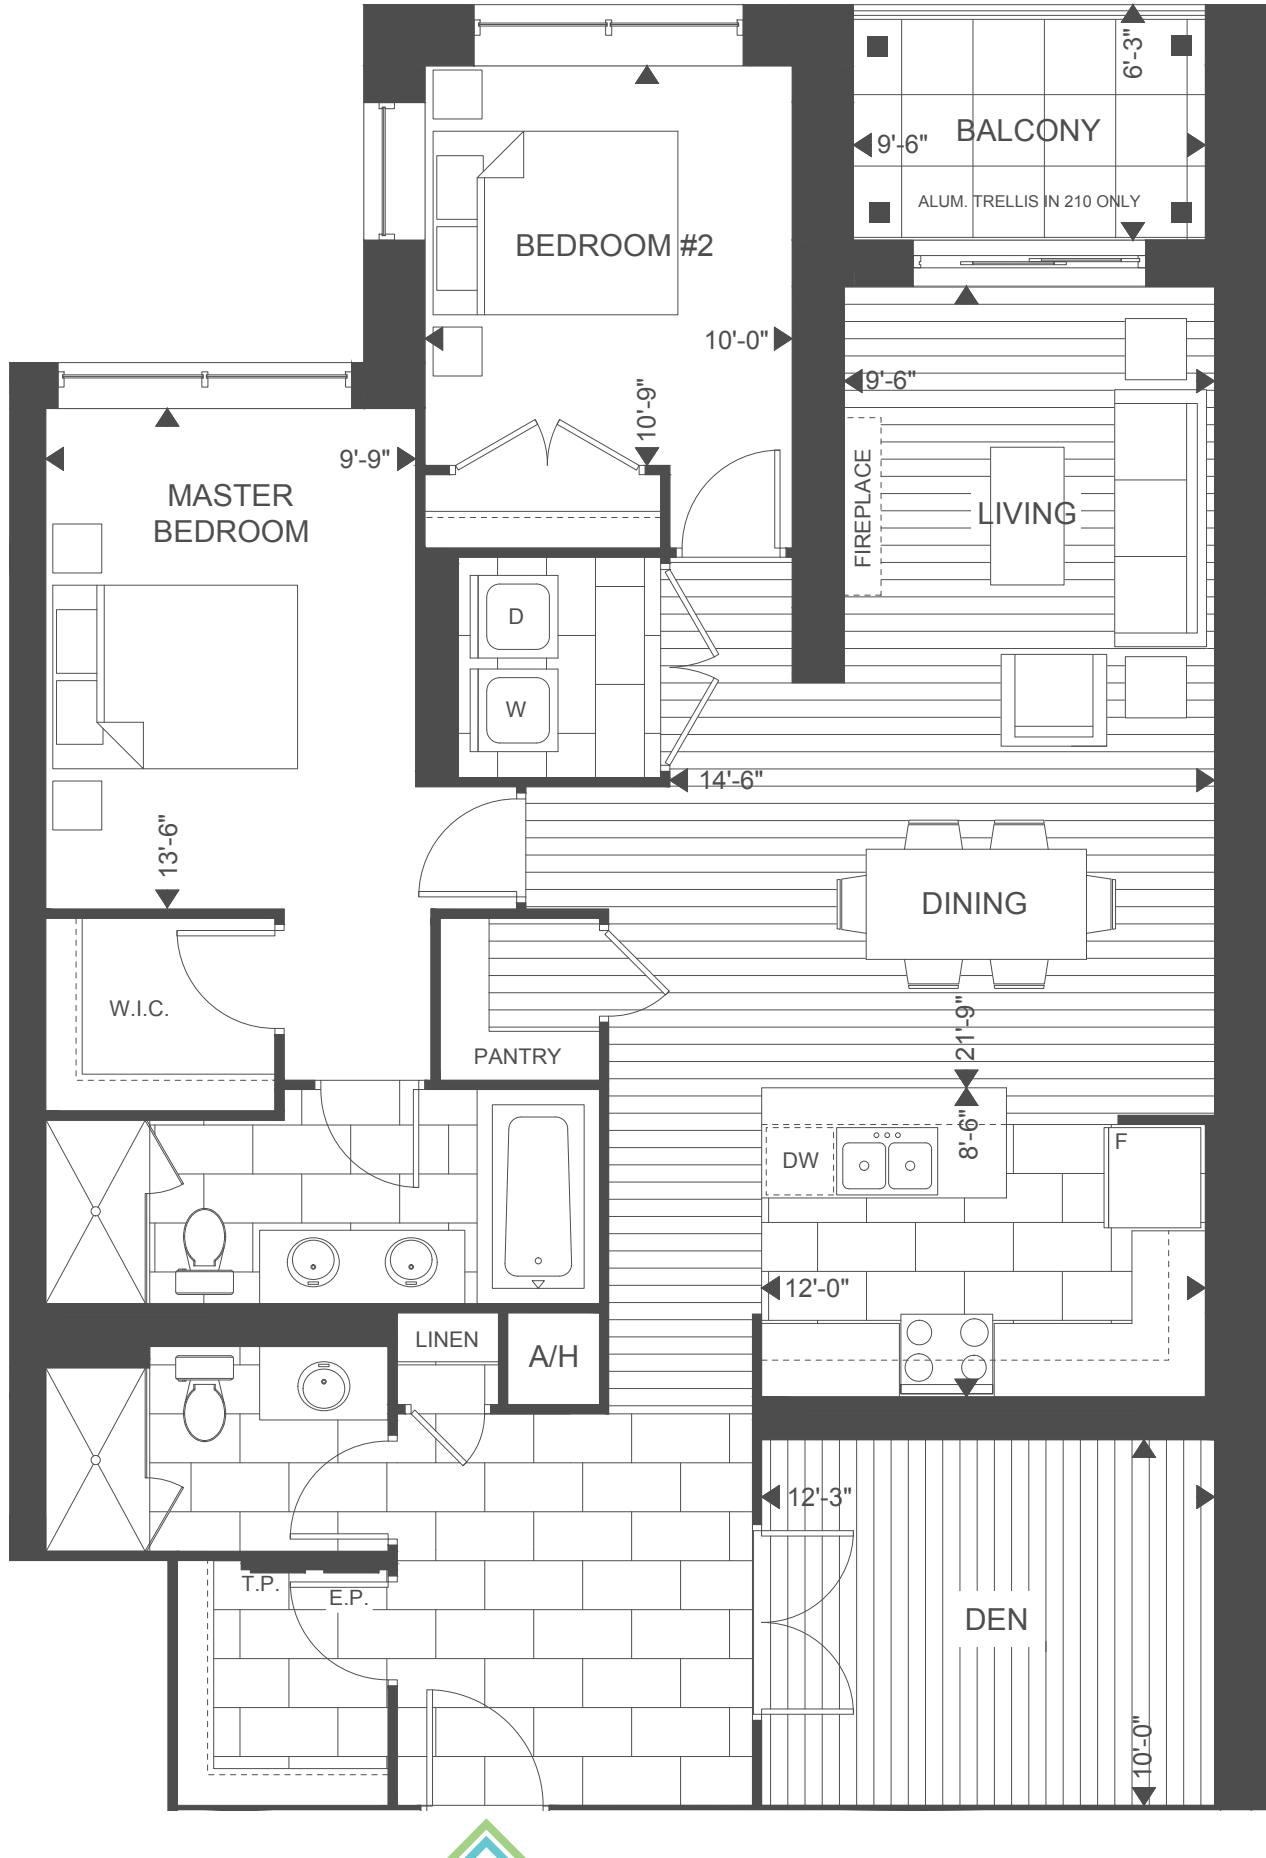 6'-3"
BALCONY
9'-6"
ALUM. TRELLIS IN 210 ONLY
BEDROOM #2
10'-0"
10'-9"
9'-6"
FIREPLACE
LIVING
9'-9"
MASTER
BEDROOM
D
W
14'-6"
13'-6"
DINING
W.I.C.
PANTRY
21'-9"
8'-6"
DW
F
12'-0"
LINEN
A/H
12'-3"
T.P.
E.P.
DEN
10'-0"